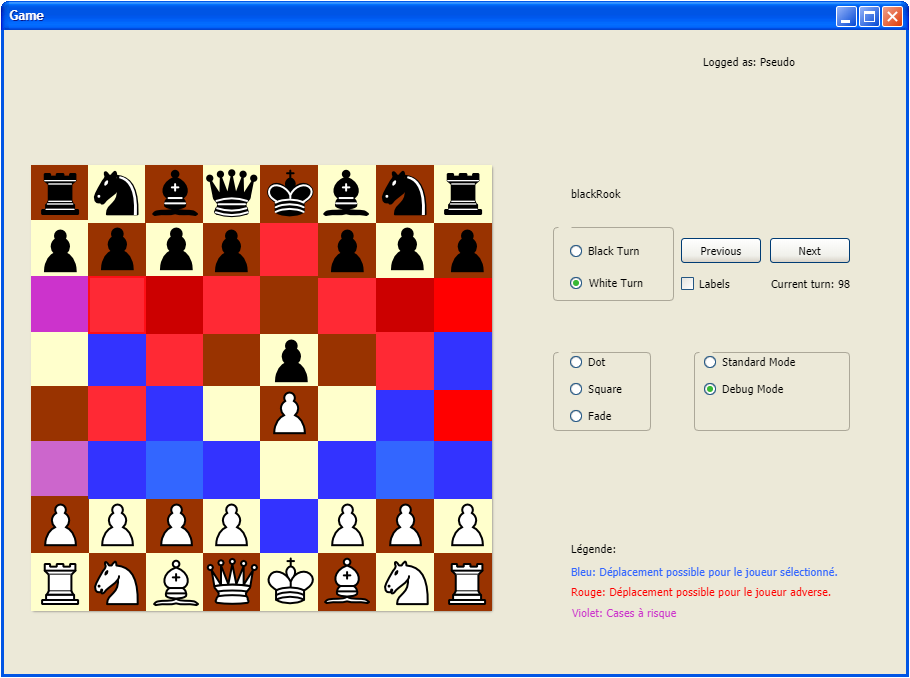 Game
Logged as: Pseudo
blackRook
Black Turn
Previous
Next
White Turn
Labels
Current turn: 98
Dot
Standard Mode
Square
Debug Mode
Fade
Légende:
Bleu: Déplacement possible pour le joueur sélectionné.
Rouge: Déplacement possible pour le joueur adverse.
Violet: Cases à risque